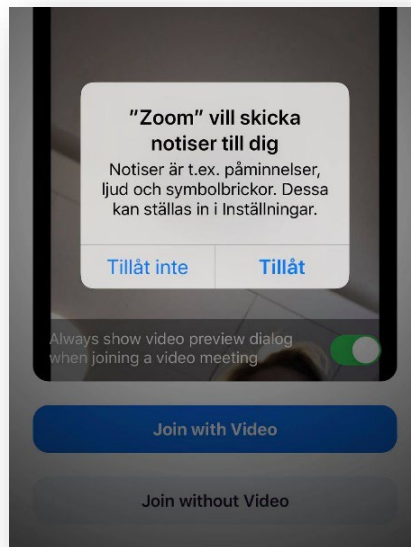 ”Zoom” vill skicka
notiser till dig
Notiser är t.ex. påminnelser,
ljud och symbolbrickor. Dessa
kan ställas in i Inställningar.
Tillåt inte
Tillåt
Always show video preview dialog
when joining a video meeting
Join with Video
Join without Video